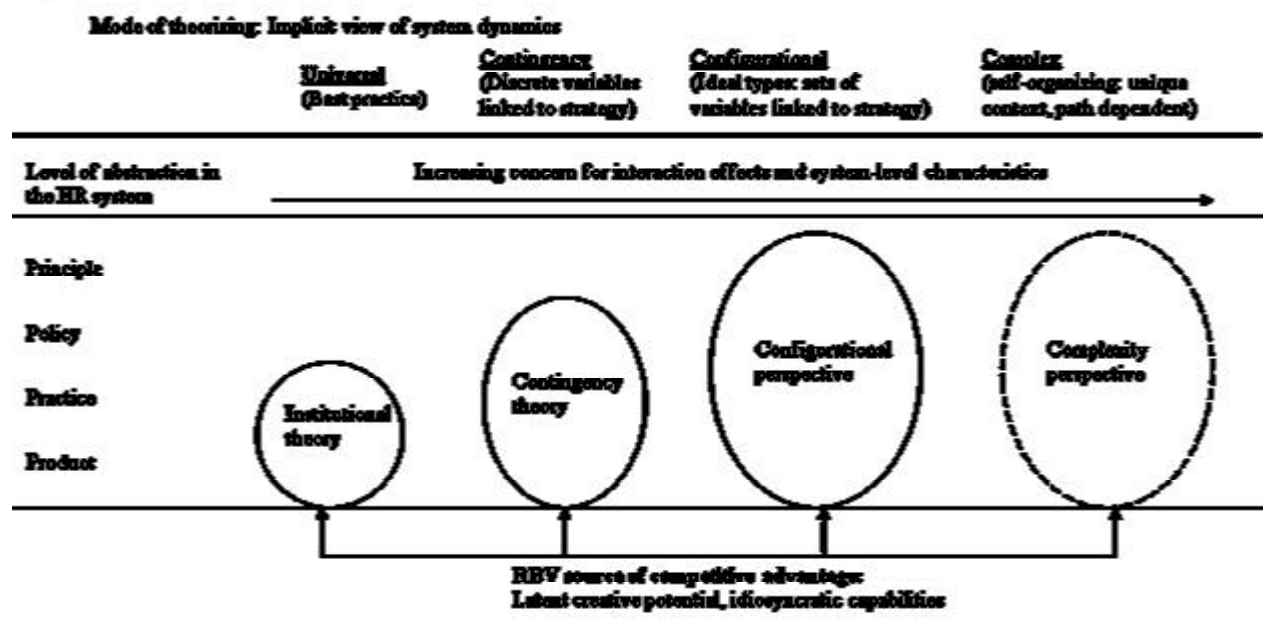 Mode of theorizing: Implicit view of system dynamics
Universal
(Best practice)
Contingency
(Discrete variables
linked to strategy)
Configurational
(Ideal types: sets of
variables linked to strategy)
Complex
(self-organizing: unique
context, path dependent)
Level of abstraction in
the HR system
Increasing concern for interaction effects and system-level characteristics
Principle
Policy
Practice
Product
Institutional
theory
Contingency
theory
Configurational
perspective
Complexity
perspective
RBV source of competitive advantage:
Latent creative potential, idiosyncratic capabilities